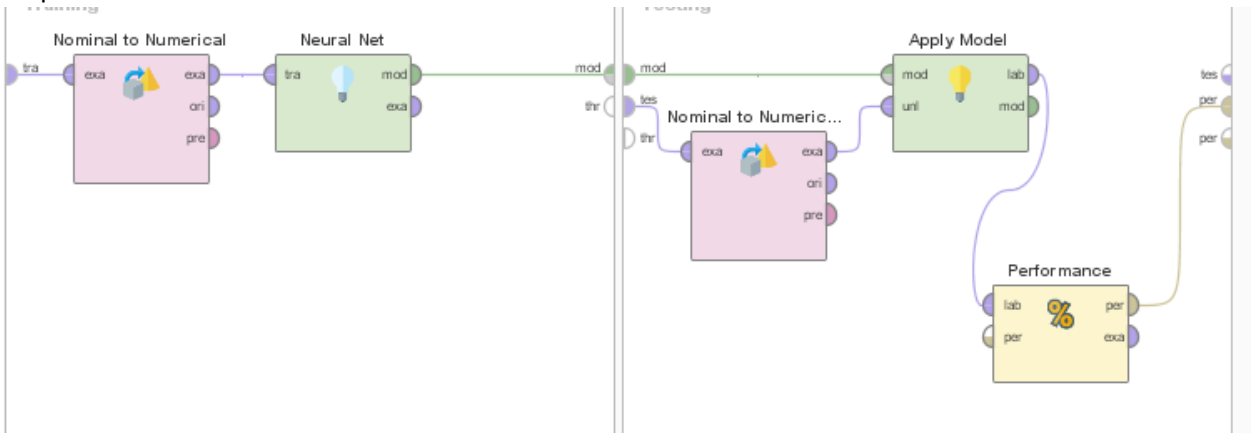 Training
Testing
Nominal to Numerical
tra
exa
exa
ori
pre
Neural Net
tra
mod
exa
mod
thr
mod
tes
thr
Nominal to Numeric...
exa
exa
ori
pre
Apply Model
mod
unl
lab
mod
Performance
lab
per
per
exa
tes
per
per